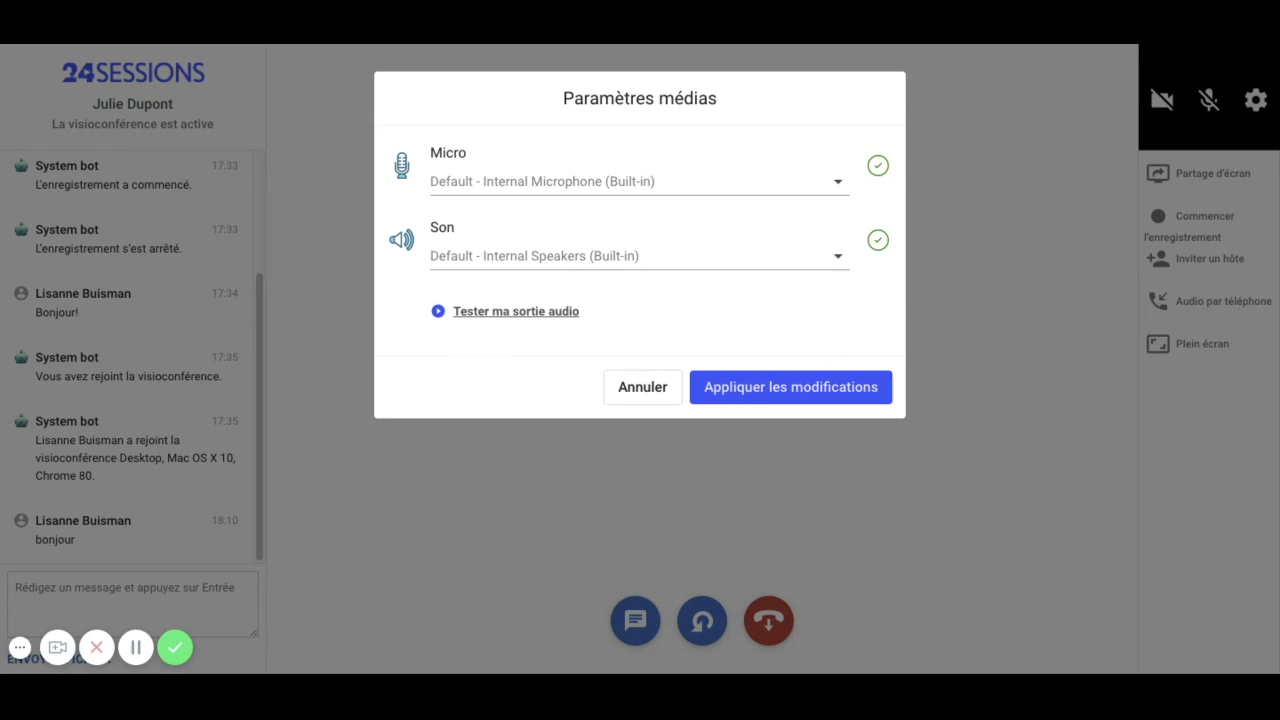 24SESSIONS
Julie Dupont
La visioconférence est active
System bot 17:33
L'enregistrement a commencé.
System bot 17:33
L'enregistrement s'est arrêté.
Lisanne Buisman 17:34
Bonjour!
System bot 17:35
Vous avez rejoint la visioconférence.
System bot 17:35
Lisanne Buisman a rejoint la
visioconférence Desktop, Mac OS X 10,
Chrome 80.
Lisanne Buisman 18:10
bonjour
Rédigez un message et appuyez sur Entrée
Paramètres médias
Micro
Default - Internal Microphone (Built-in)
Son
Default - Internal Speakers (Built-in)
Tester ma sortie audio
Annuler
Appliquer les modifications
Partage d'écran
Commencer
l'enregistrement
Inviter un hôte
Audio par téléphone
Plein écran